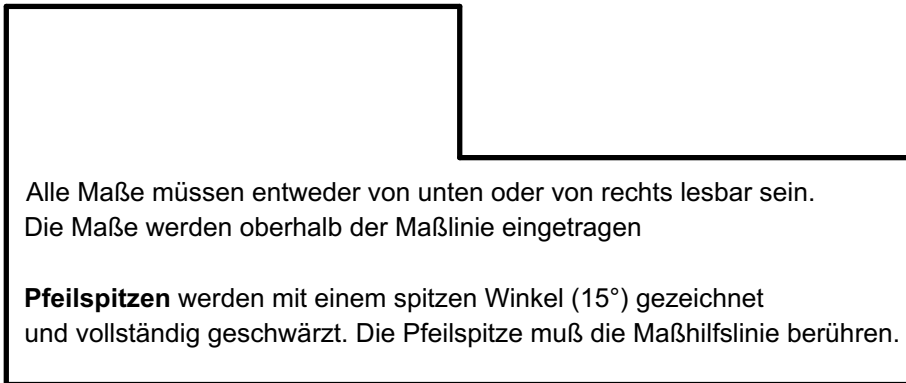 Alle Maße müssen entweder von unten oder von rechts lesbar sein.
Die Maße werden oberhalb der Maßlinie eingetragen
Pfeilspitzen werden mit einem spitzen Winkel (15°) gezeichnet
und vollständig geschwärzt. Die Pfeilspitze muß die Maßhilfslinie berühren.